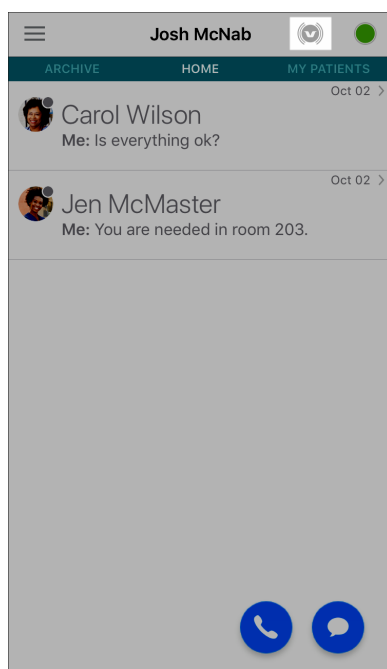 Josh McNab
ARCHIVE HOME MY PATIENTS
Oct 02
Carol Wilson
Me: Is everything ok?
Oct 02
Jen McMaster
Me: You are needed in room 203.